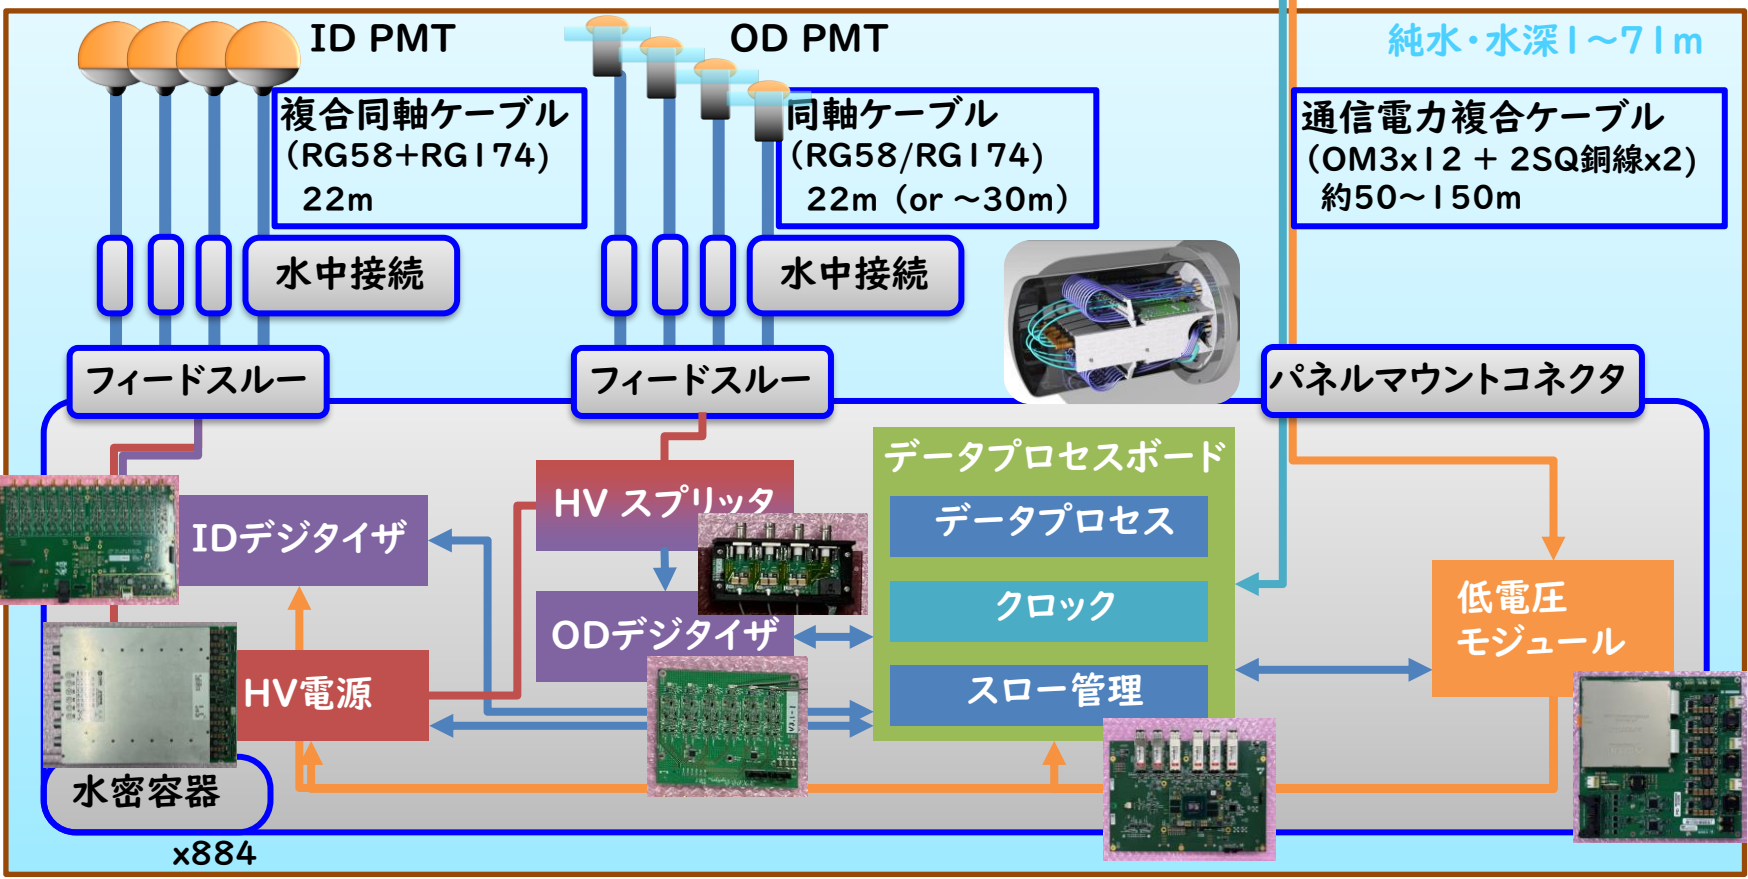 ID PMT
OD PMT
純水・水深1～71m
複合同軸ケーブル
(RG58+RG174)
22m
同軸ケーブル
(RG58/RG174)
22m (or ~30m)
通信電力複合ケーブル
(OM3x12 + 2SQ銅線x2)
約50～150m
水中接続
水中接続
フィードスルー
フィードスルー
パネルマウントコネクタ
データプロセスボード
HV スプリッタ
データプロセス
IDデジタイザ
クロック
低電圧
モジュール
ODデジタイザ
スロー管理
HV電源
V3.1-1
水密容器
x884